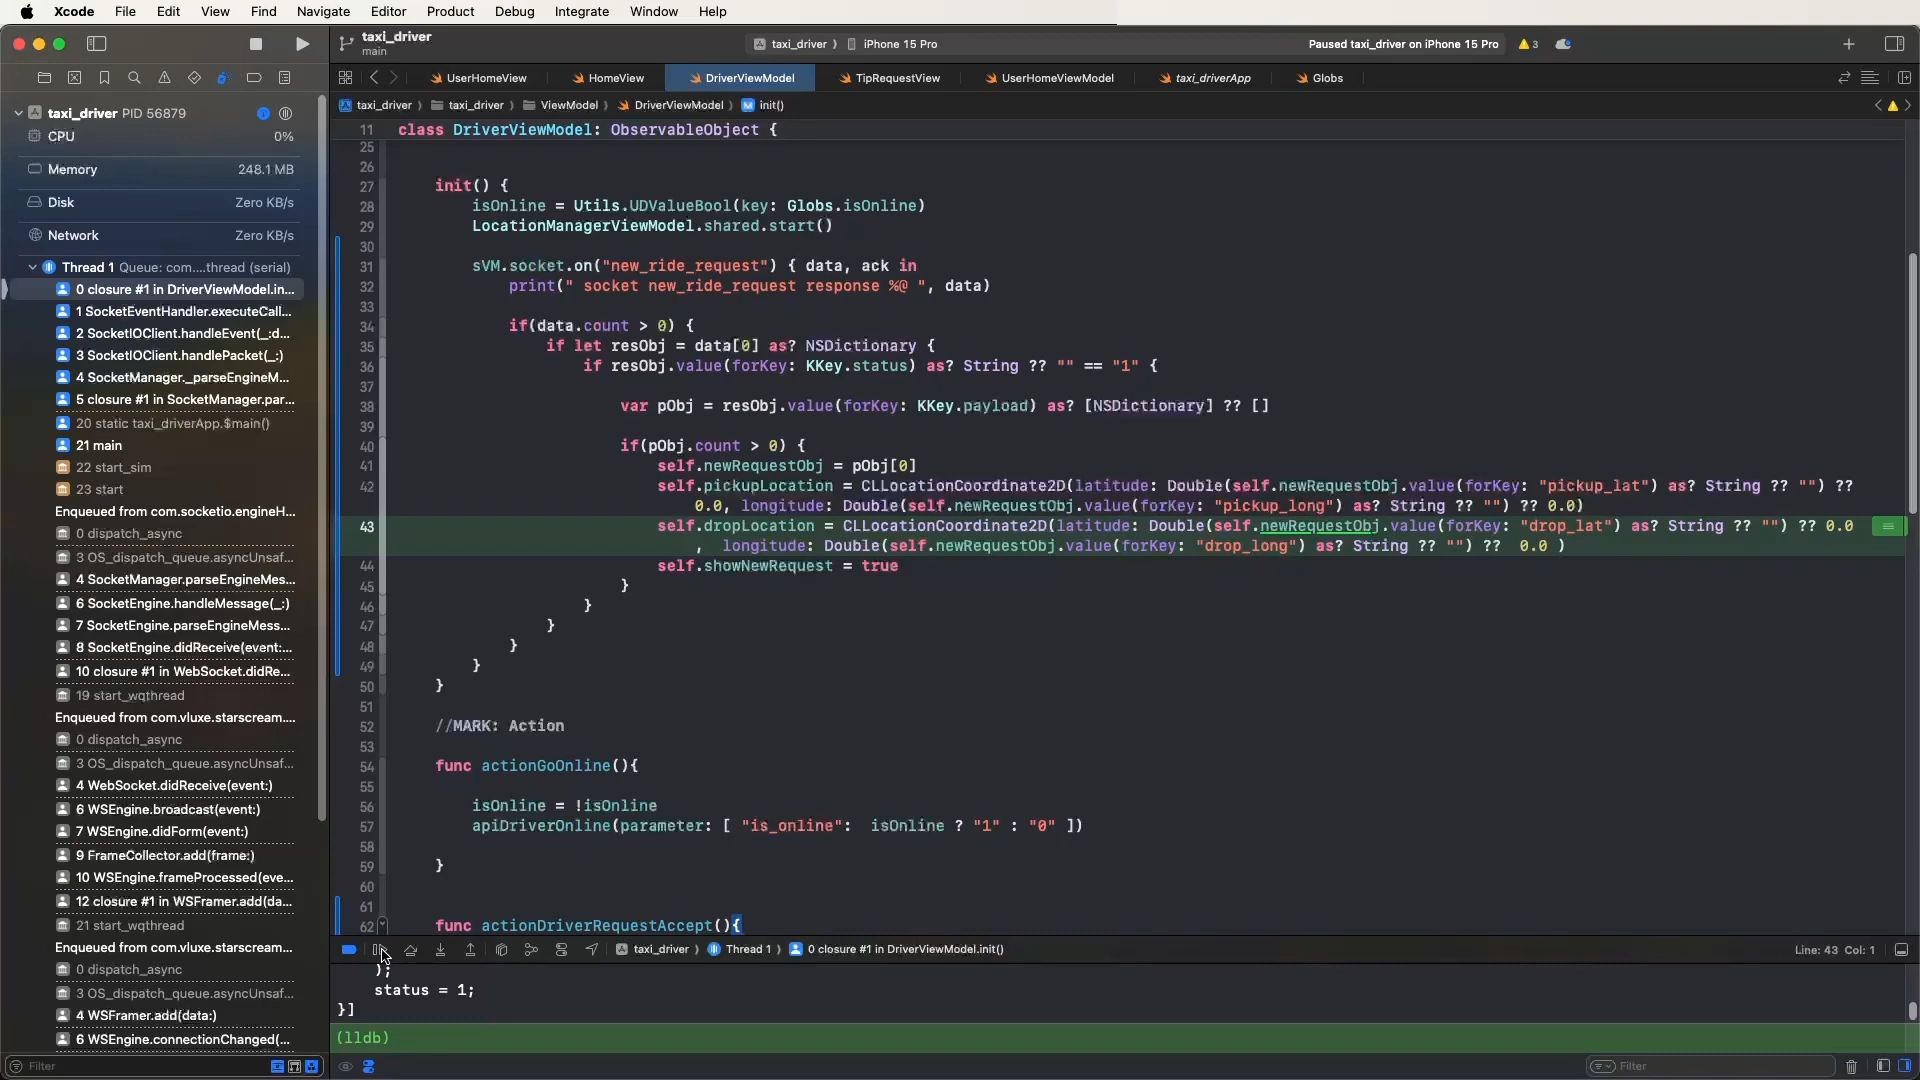 Xcode File Edit View Find Navigate Editor Product Debug Integrate Window Help
taxi_driver
main
taxi_driver iPhone 15 Pro
Paused taxi_driver on iPhone 15 Pro 3
UserHomeView HomeView DriverViewModel TipRequestView UserHomeViewModel taxi_driverApp Globs
taxi_driver taxi_driver ViewModel DriverViewModel M init()
taxi_driver PID 56879
CPU 0%
Memory 248.1 MB
Disk Zero KB/s
Network Zero KB/s
Thread 1 Queue: com....thread (serial)
0 closure #1 in DriverViewModel.in...
1 SocketEventHandler.executeCall...
2 SocketIOClient.handleEvent(_:d...
3 SocketIOClient.handlePacket(_:)
4 SocketManager._parseEngineM...
5 closure #1 in SocketManager.par...
20 static taxi_driverApp.$main()
21 main
22 start_sim
23 start
Enqueued from com.socketio.engineH...
0 dispatch_async
3 OS_dispatch_queue.asyncUnsaf...
4 SocketManager.parseEngineMes...
6 SocketEngine.handleMessage(_:)
7 SocketEngine.parseEngineMess...
8 SocketEngine.didReceive(event:...
10 closure #1 in WebSocket.didRe...
19 start_wqthread
Enqueued from com.vluxe.starscream....
0 dispatch_async
3 OS_dispatch_queue.asyncUnsaf...
4 WebSocket.didReceive(event:)
6 WSEngine.broadcast(event:)
7 WSEngine.didForm(event:)
9 FrameCollector.add(frame:)
10 WSEngine.frameProcessed(eve...
12 closure #1 in WSFramer.add(da...
21 start_wqthread
Enqueued from com.vluxe.starscream....
0 dispatch_async
3 OS_dispatch_queue.asyncUnsaf...
4 WSFramer.add(data:)
6 WSEngine.connectionChanged(...
Filter
11 class DriverViewModel: ObservableObject {
25
26
27 init() {
28 isOnline = Utils.UDValueBool(key: Globs.isOnline)
29 LocationManagerViewModel.shared.start()
30
31 sVM.socket.on("new_ride_request") { data, ack in
32 print(" socket new_ride_request response %@ ", data)
33
34 if(data.count > 0) {
35 if let resObj = data[0] as? NSDictionary {
36 if resObj.value(forKey: KKey.status) as? String ?? "" == "1" {
37
38 var pObj = resObj.value(forKey: KKey.payload) as? [NSDictionary] ?? []
39
40 if(pObj.count > 0) {
41 self.newRequestObj = pObj[0]
42 self.pickupLocation = CLLocationCoordinate2D(latitude: Double(self.newRequestObj.value(forKey: "pickup_lat") as? String ?? "") ??
0.0, longitude: Double(self.newRequestObj.value(forKey: "pickup_long") as? String ?? "") ?? 0.0)
43 self.dropLocation = CLLocationCoordinate2D(latitude: Double(self.newRequestObj.value(forKey: "drop_lat") as? String ?? "") ?? 0.0
, longitude: Double(self.newRequestObj.value(forKey: "drop_long") as? String ?? "") ?? 0.0 )
44 self.showNewRequest = true
45 }
46 }
47 }
48 }
49 }
50 }
51
52 //MARK: Action
53
54 func actionGoOnline(){
55
56 isOnline = !isOnline
57 apiDriverOnline(parameter: [ "is_online": isOnline ? "1" : "0" ])
58
59 }
60
61
62 func actionDriverRequestAccept(){
taxi_driver Thread 1 0 closure #1 in DriverViewModel.init()
Line: 43 Col: 1
);
status = 1;
}]
(lldb)
Filter